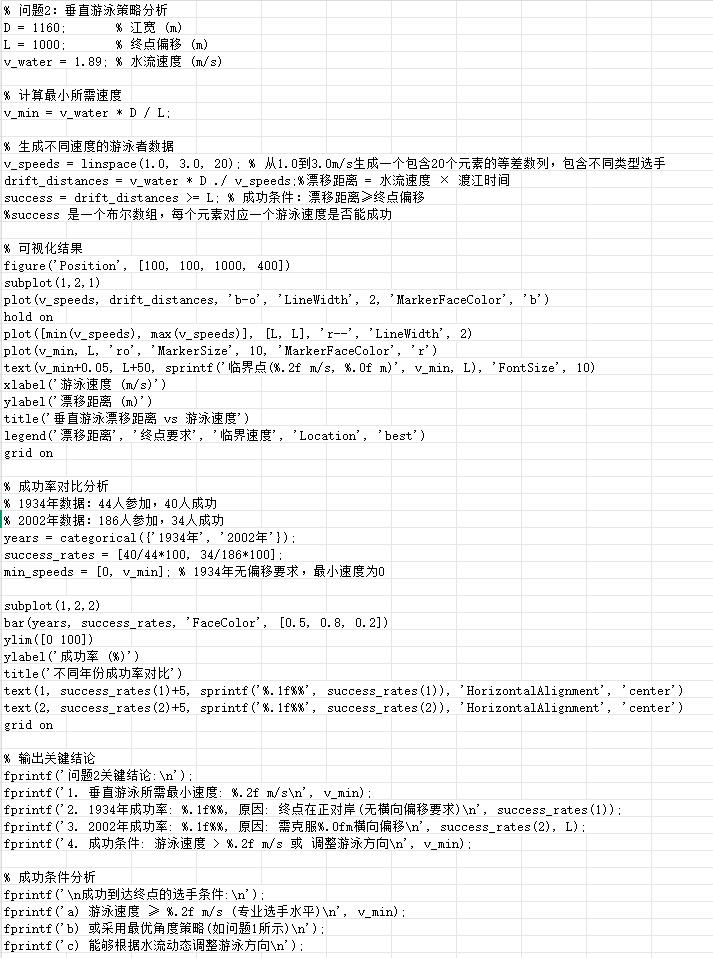 % 问题2：垂直游泳策略分析
D = 1160;      % 江宽 (m)
L = 1000;      % 终点偏移 (m)
v_water = 1.89; % 水流速度 (m/s)
% 计算最小所需速度
v_min = v_water * D / L;
% 生成不同速度的游泳者数据
v_speeds = linspace(1.0, 3.0, 20); % 从1.0到3.0m/s生成一个包含20个元素的等差数列，包含不同类型选手
drift_distances = v_water * D ./ v_speeds;%漂移距离 = 水流速度 × 渡江时间
success = drift_distances >= L; % 成功条件：漂移距离≥终点偏移
%success 是一个布尔数组，每个元素对应一个游泳速度是否能成功
% 可视化结果
figure('Position', [100, 100, 1000, 400])
subplot(1,2,1)
plot(v_speeds, drift_distances, 'b-o', 'LineWidth', 2, 'MarkerFaceColor', 'b')
hold on
plot([min(v_speeds), max(v_speeds)], [L, L], 'r--', 'LineWidth', 2)
plot(v_min, L, 'ro', 'MarkerSize', 10, 'MarkerFaceColor', 'r')
text(v_min+0.05, L+50, sprintf('临界点(%.2f m/s, %.0f m)', v_min, L), 'FontSize', 10)
xlabel('游泳速度 (m/s)')
ylabel('漂移距离 (m)')
title('垂直游泳漂移距离 vs 游泳速度')
legend('漂移距离', '终点要求', '临界速度', 'Location', 'best')
grid on
% 成功率对比分析
% 1934年数据：44人参加，40人成功
% 2002年数据：186人参加，34人成功
years = categorical({'1934年', '2002年'});
success_rates = [40/44*100, 34/186*100];
min_speeds = [0, v_min]; % 1934年无偏移要求，最小速度为0
subplot(1,2,2)
bar(years, success_rates, 'FaceColor', [0.5, 0.8, 0.2])
ylim([0 100])
ylabel('成功率 (%)')
title('不同年份成功率对比')
text(1, success_rates(1)+5, sprintf('%.1f%%', success_rates(1)), 'HorizontalAlignment', 'center')
text(2, success_rates(2)+5, sprintf('%.1f%%', success_rates(2)), 'HorizontalAlignment', 'center')
grid on
% 输出关键结论
fprintf('问题2关键结论:\n');
fprintf('1. 垂直游泳所需最小速度: %.2f m/s\n', v_min);
fprintf('2. 1934年成功率: %.1f%%, 原因: 终点在正对岸(无横向偏移要求)\n', success_rates(1));
fprintf('3. 2002年成功率: %.1f%%, 原因: 需克服%.0fm横向偏移\n', success_rates(2), L);
fprintf('4. 成功条件: 游泳速度 > %.2f m/s 或 调整游泳方向\n', v_min);
% 成功条件分析
fprintf('\n成功到达终点的选手条件:\n');
fprintf('a) 游泳速度 ≥ %.2f m/s (专业选手水平)\n', v_min);
fprintf('b) 或采用最优角度策略(如问题1所示)\n');
fprintf('c) 能够根据水流动态调整游泳方向\n');